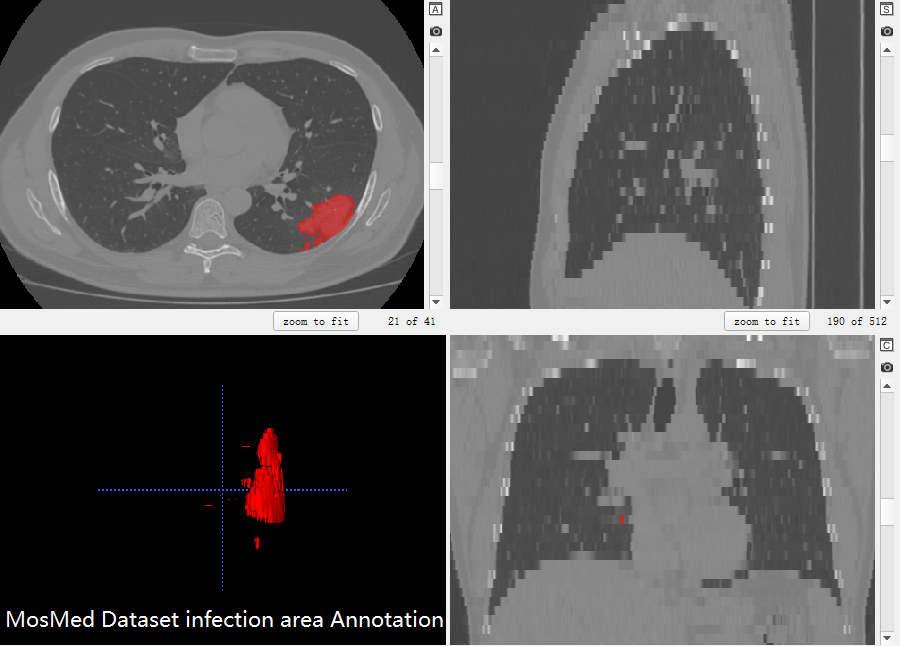 A
S
zoom to fit
21 of 41
zoom to fit
190 of 512
C
MosMed Dataset infection area Annotation